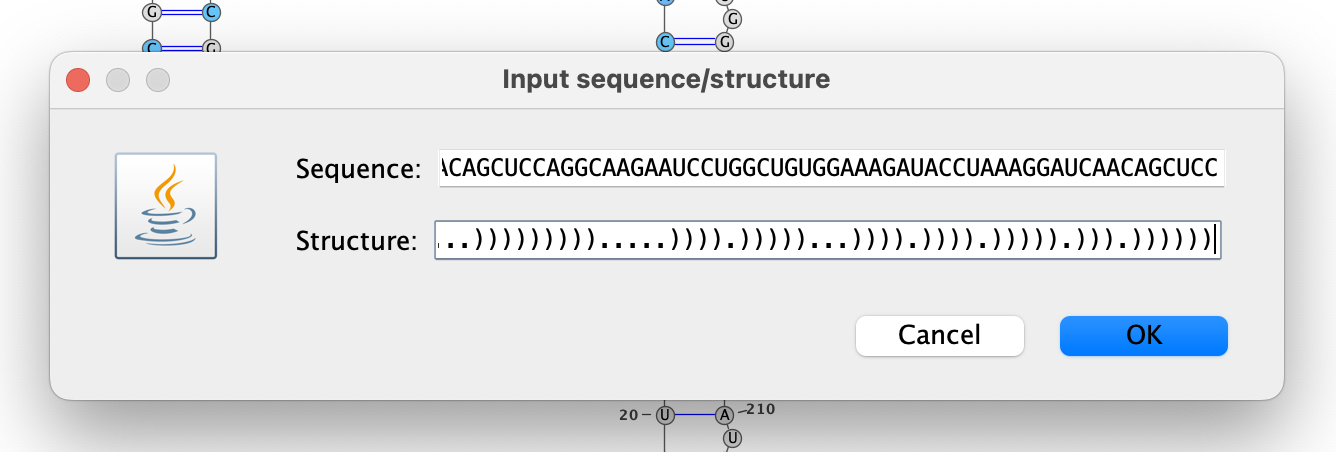 G C G
C G C G
Input sequence/structure
Sequence: ACAGCUCCAGGCAAGAAUCCUGGCUGUGGAAAGAUACCUAAAGGAUCAACAGCUCC
Structure: ...))))))))).....)))).)))))...)))).)))).))))).))).))))))
Cancel OK
20 U A 210
U